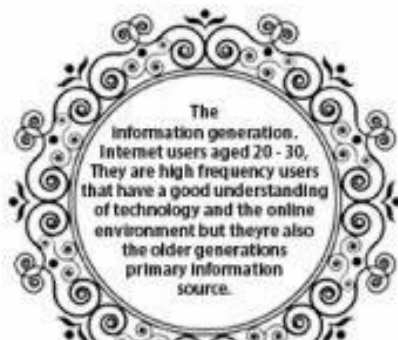 The
information generation.
Internet users aged 20 - 30,
They are high frequency users
that have a good understanding
of technology and the online
environment but theyre also
the older generations
primary information
source.